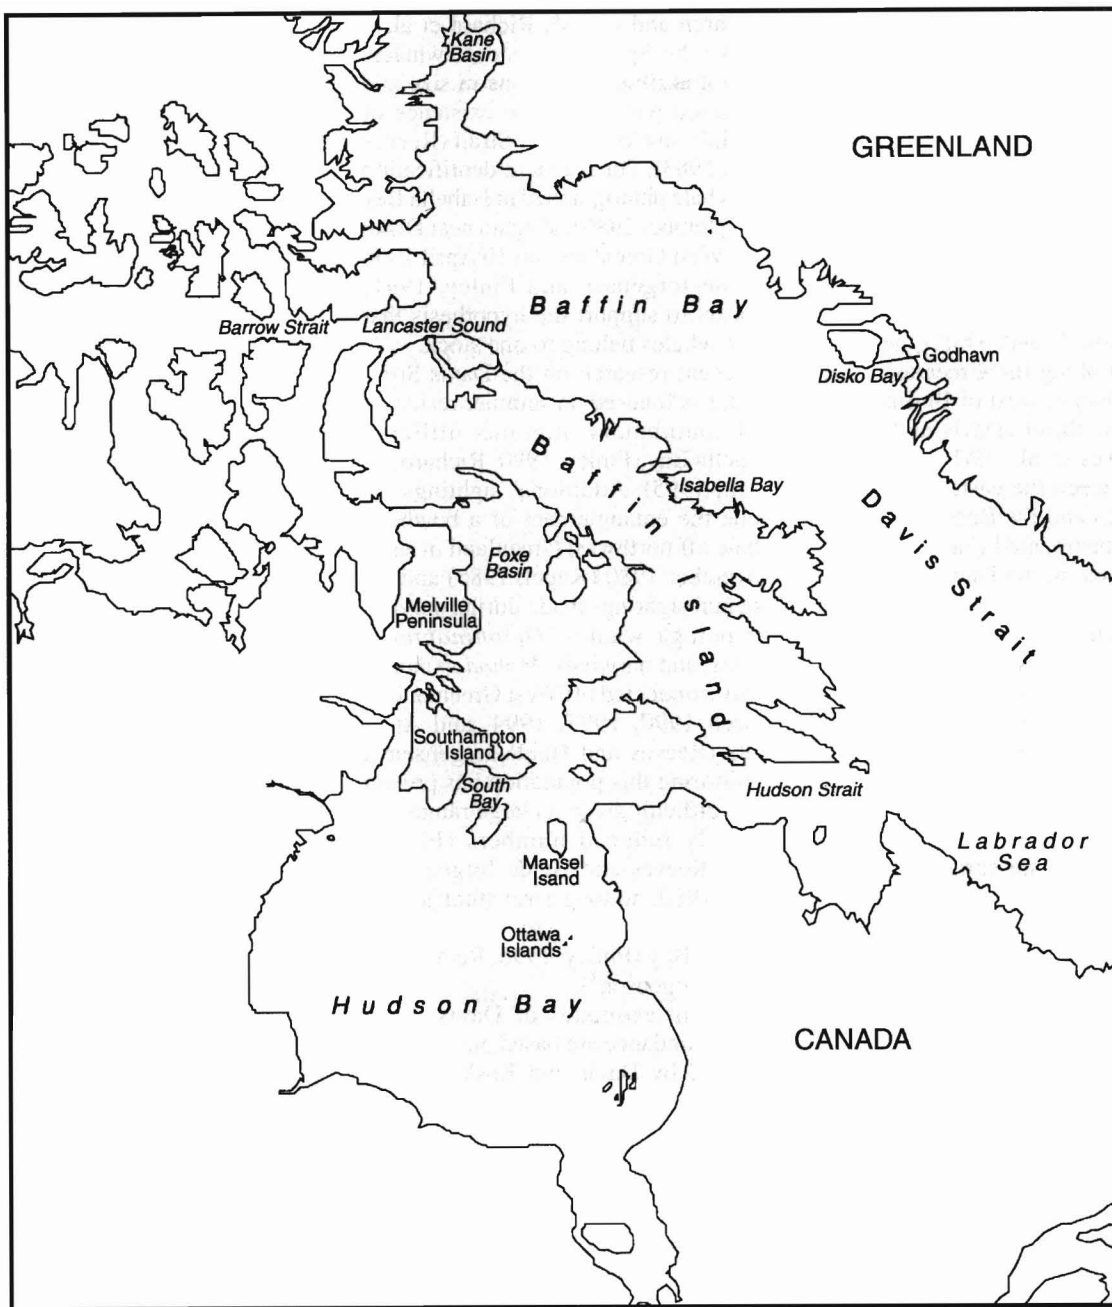 Kane
Basin
GREENLAND
Baffin Bay
Barrow Strait
Lancaster Sound
Godhavn
Disko Bay
Baffin Island
Isabella Bay
Davis Strait
Foxe
Basin
Melville
Peninsula
Southampton
Island
South
Bay
Hudson Strait
Labrador
Sea
Mansel
Island
Ottawa
Islands
Hudson Bay
CANADA